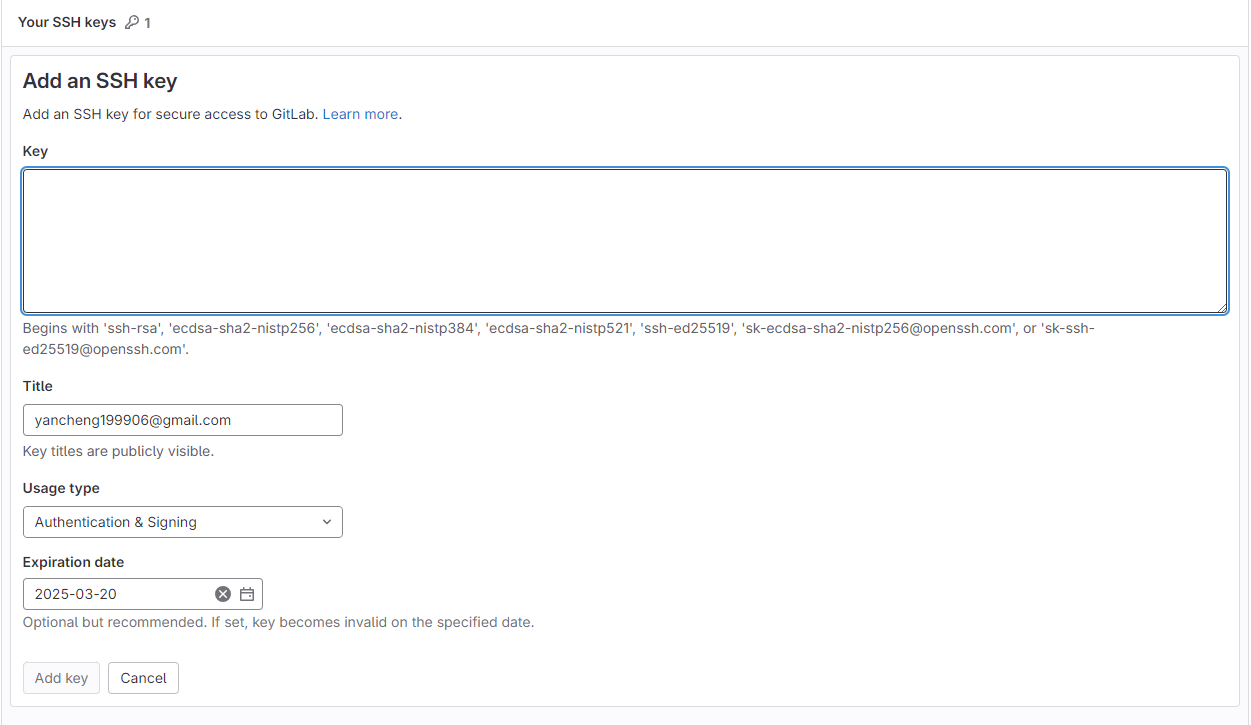 Your SSH keys 1
Add an SSH key
Add an SSH key for secure access to GitLab. Learn more.
Key
Begins with 'ssh-rsa', 'ecdsa-sha2-nistp256', 'ecdsa-sha2-nistp384', 'ecdsa-sha2-nistp521', 'ssh-ed25519', 'sk-ecdsa-sha2-nistp256@openssh.com', or 'sk-ssh-
ed25519@openssh.com'.
Title
yancheng199906@gmail.com
Key titles are publicly visible.
Usage type
Authentication & Signing
Expiration date
2025-03-20
Optional but recommended. If set, key becomes invalid on the specified date.
Add key Cancel